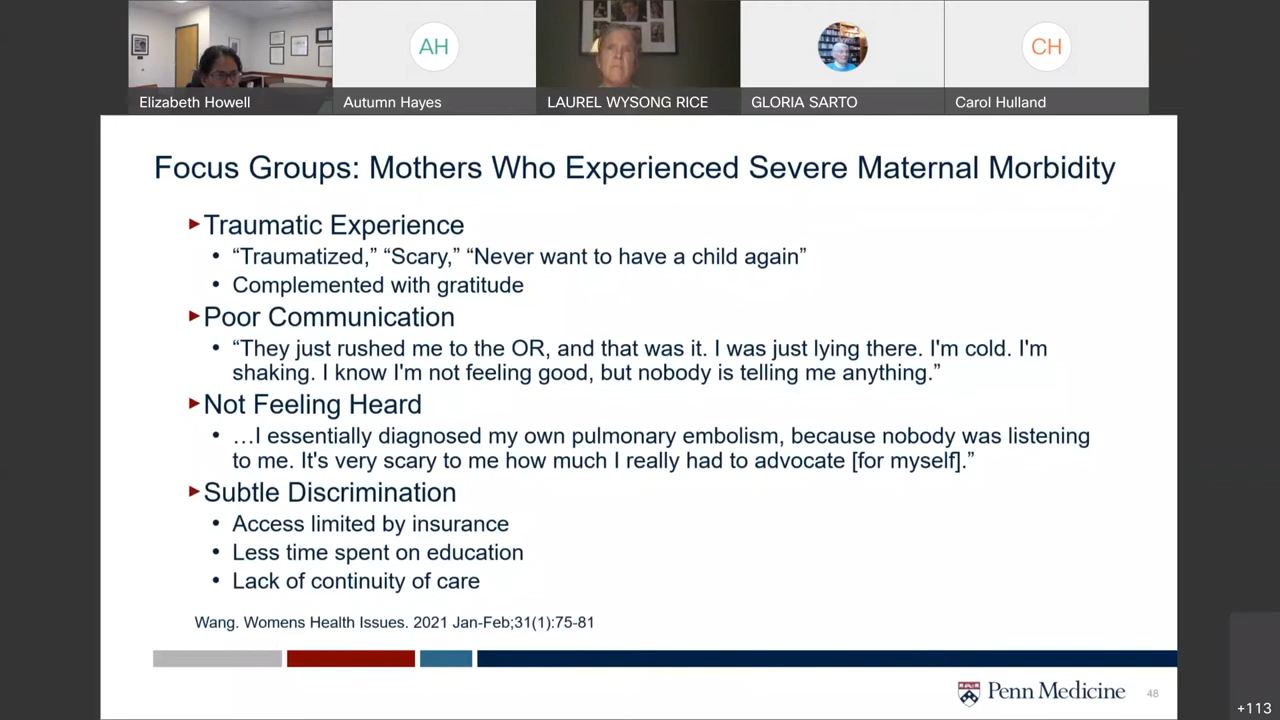 AH
CH
Elizabeth Howell
Autumn Hayes
LAUREL WYSONG RICE
GLORIA SARTO
Carol Hulland
Focus Groups: Mothers Who Experienced Severe Maternal Morbidity
Traumatic Experience
• “Traumatized,” “Scary,” “Never want to have a child again”
• Complemented with gratitude
Poor Communication
• “They just rushed me to the OR, and that was it. I was just lying there. I'm cold. I'm
shaking. I know I'm not feeling good, but nobody is telling me anything.”
Not Feeling Heard
• …I essentially diagnosed my own pulmonary embolism, because nobody was listening
to me. It's very scary to me how much I really had to advocate [for myself].”
Subtle Discrimination
• Access limited by insurance
• Less time spent on education
• Lack of continuity of care
Wang. Womens Health Issues. 2021 Jan-Feb;31(1):75-81
Penn Medicine
48
+113